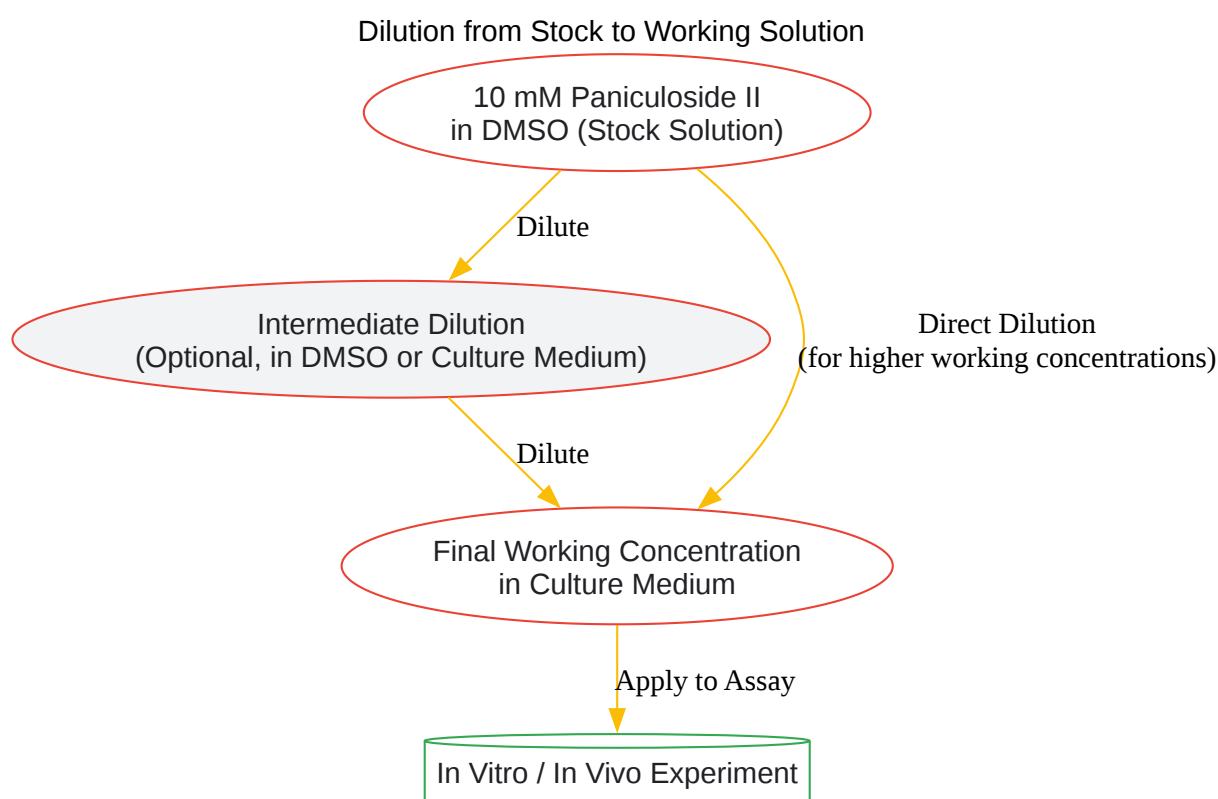 Dilution from Stock to Working Solution
10 mM Paniculoside II
in DMSO (Stock Solution)
Dilute
Intermediate Dilution
(Optional, in DMSO or Culture Medium)
Direct Dilution
(for higher working concentrations)
Dilute
Final Working Concentration
in Culture Medium
Apply to Assay
In Vitro / In Vivo Experiment